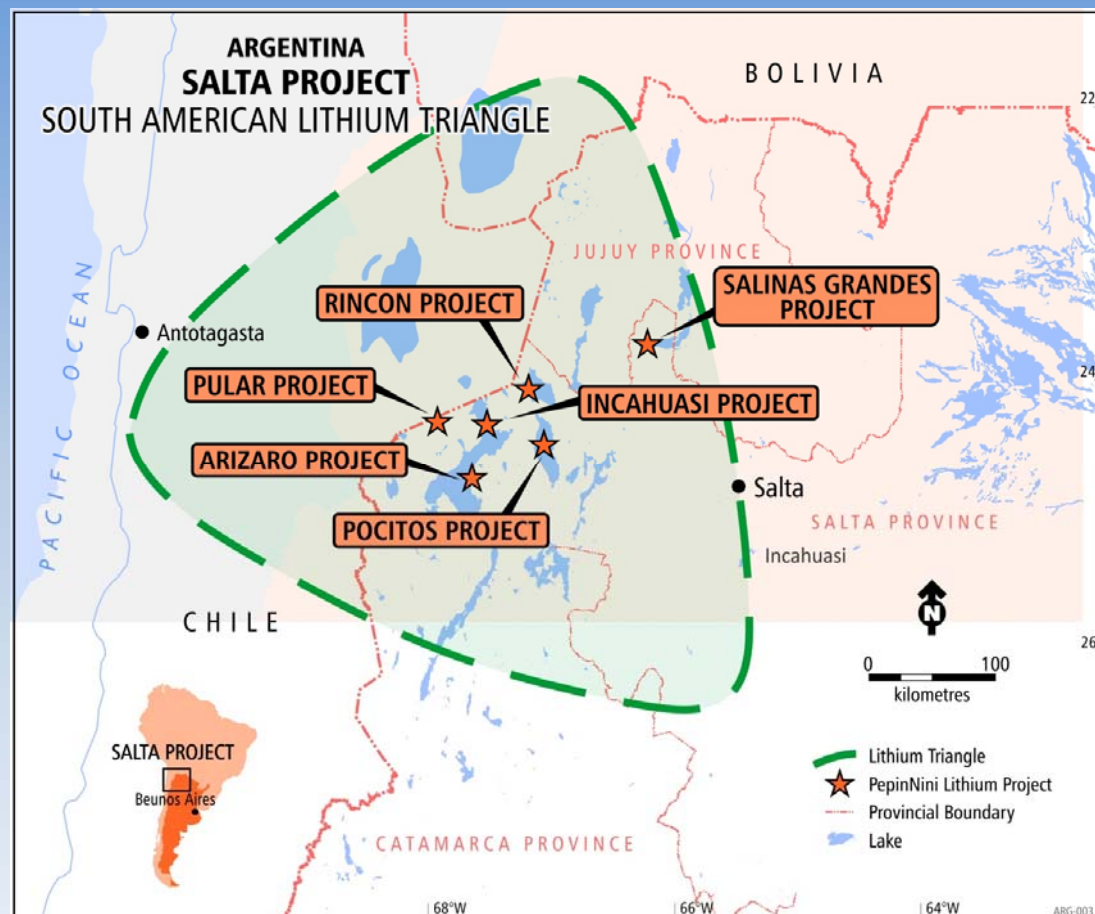 ARGENTINA
SALTA PROJECT
SOUTH AMERICAN LITHIUM TRIANGLE
BOLIVIA
22
JUJUY PROVINCE
PACIFIC OCEAN
RINCON PROJECT
SALINAS GRANDES
PROJECT
Antotagasta
24
PULAR PROJECT
INCAHUASI PROJECT
ARIZARO PROJECT
Salta
POCITOS PROJECT
SALTA PROVINCE
Incahuasi
CHILE
N
26
0 100
kilometres
SALTA PROJECT
Beunos Aires
Lithium Triangle
PepinNini Lithium Project
Provincial Boundary
Lake
CATAMARCA PROVINCE
68°W
66°W
64°W
ARG-003